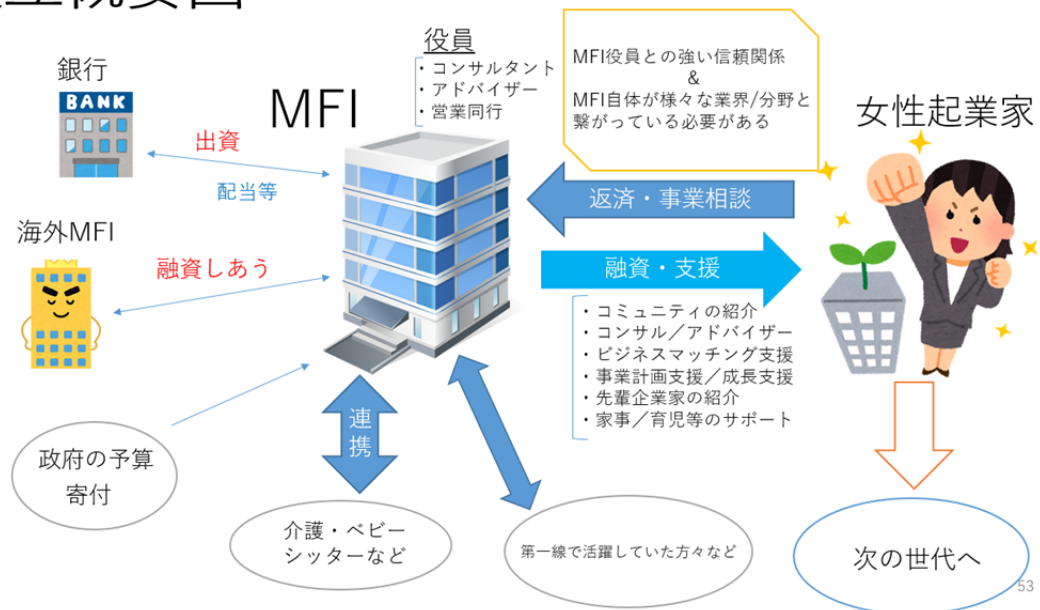 銀行
BANK
出資
配当等
海外MFI
融資しあう
政府の予算
寄付
MFI
役員
・コンサルタント
・アドバイザー
・営業同行
MFI役員との強い信頼関係
&
MFI自体が様々な業界/分野と
繋がっている必要がある
女性起業家
返済・事業相談
融資・支援
・コミュニティの紹介
・コンサル／アドバイザー
・ビジネスマッチング支援
・事業計画支援／成長支援
・先輩企業家の紹介
・家事／育児等のサポート
連
携
介護・ベビー
シッターなど
第一線で活躍していた方々など
次の世代へ
53